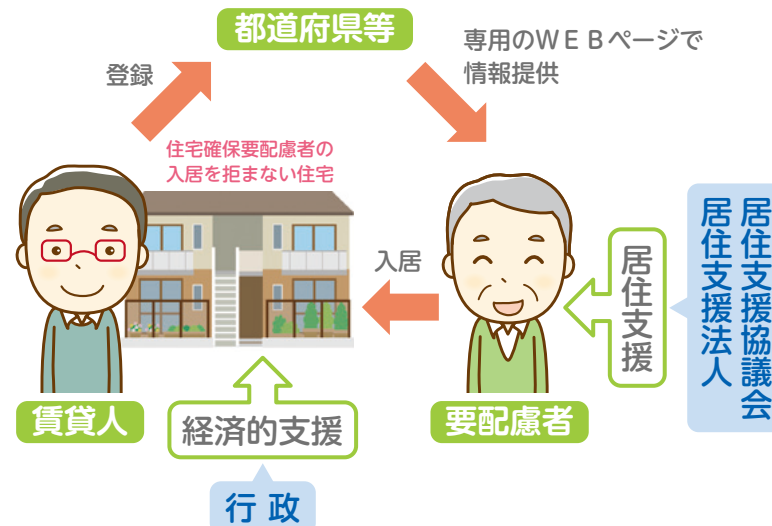 都道府県等
登録
専用のWEBページで
情報提供
住宅確保要配慮者の
入居を拒まない住宅
入居
居住支援
居住支援協議会
居住支援法人
賃貸人
経済的支援
要配慮者
行政